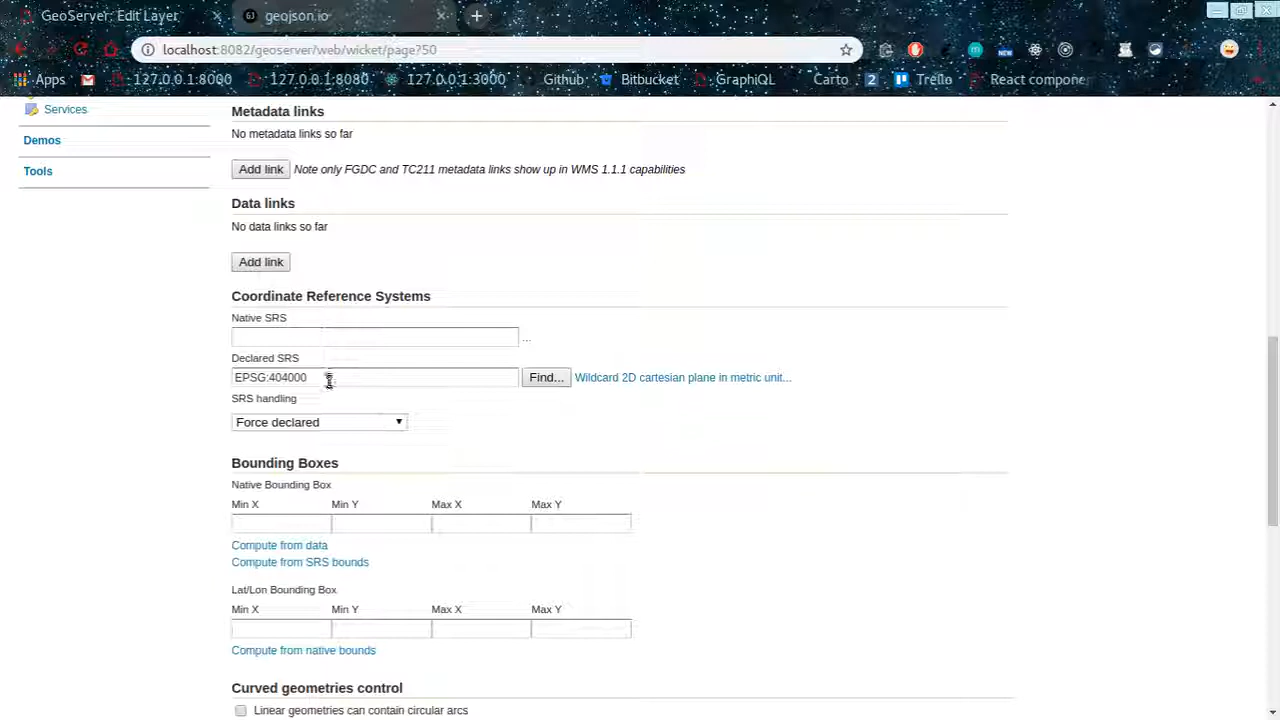 GeoServer: Edit Layer
geojson.io
localhost:8082/geoserver/web/wicket/page?50
Apps 127.0.0.1:8000 127.0.0.1:8080 127.0.0.1:3000 Github Bitbucket GraphiQL Carto 2 Trello React compone
Services
Demos
Tools
Metadata links
No metadata links so far
Add link Note only FGDC and TC211 metadata links show up in WMS 1.1.1 capabilities
Data links
No data links so far
Add link
Coordinate Reference Systems
Native SRS
...
Declared SRS
EPSG:404000 Find... Wildcard 2D cartesian plane in metric unit...
SRS handling
Force declared
Bounding Boxes
Native Bounding Box
Min X Min Y Max X Max Y
Compute from data
Compute from SRS bounds
Lat/Lon Bounding Box
Min X Min Y Max X Max Y
Compute from native bounds
Curved geometries control
Linear geometries can contain circular arcs